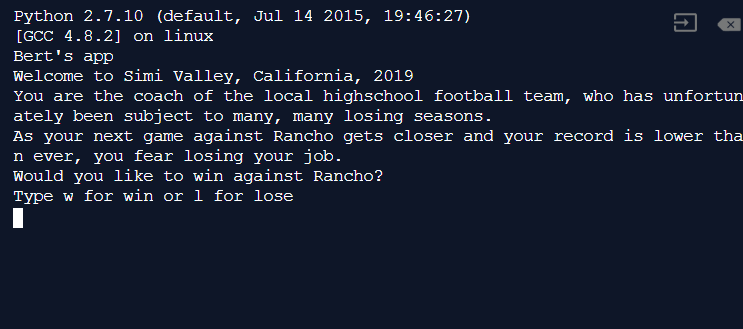 Python 2.7.10 (default, Jul 14 2015, 19:46:27)
[GCC 4.8.2] on linux
Bert's app
Welcome to Simi Valley, California, 2019
You are the coach of the local highschool football team, who has unfortun
ately been subject to many, many losing seasons.
As your next game against Rancho gets closer and your record is lower tha
n ever, you fear losing your job.
Would you like to win against Rancho?
Type w for win or l for lose